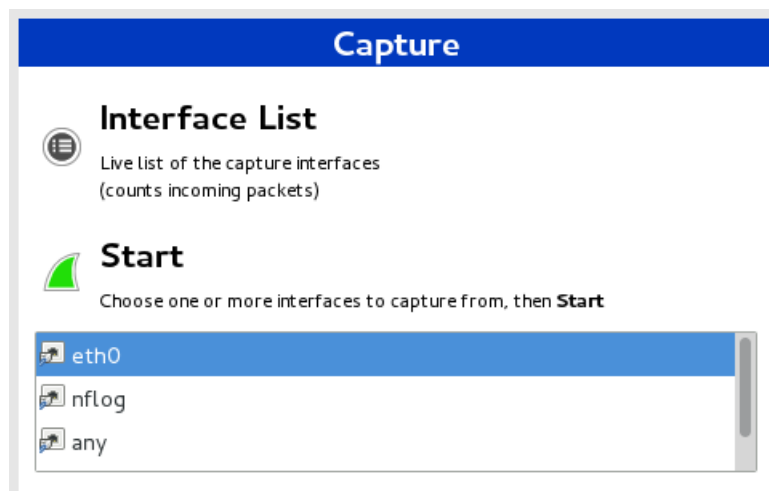 Capture
Interface List
Live list of the capture interfaces
(counts incoming packets)
Start
Choose one or more interfaces to capture from, then Start
eth0
nflog
any